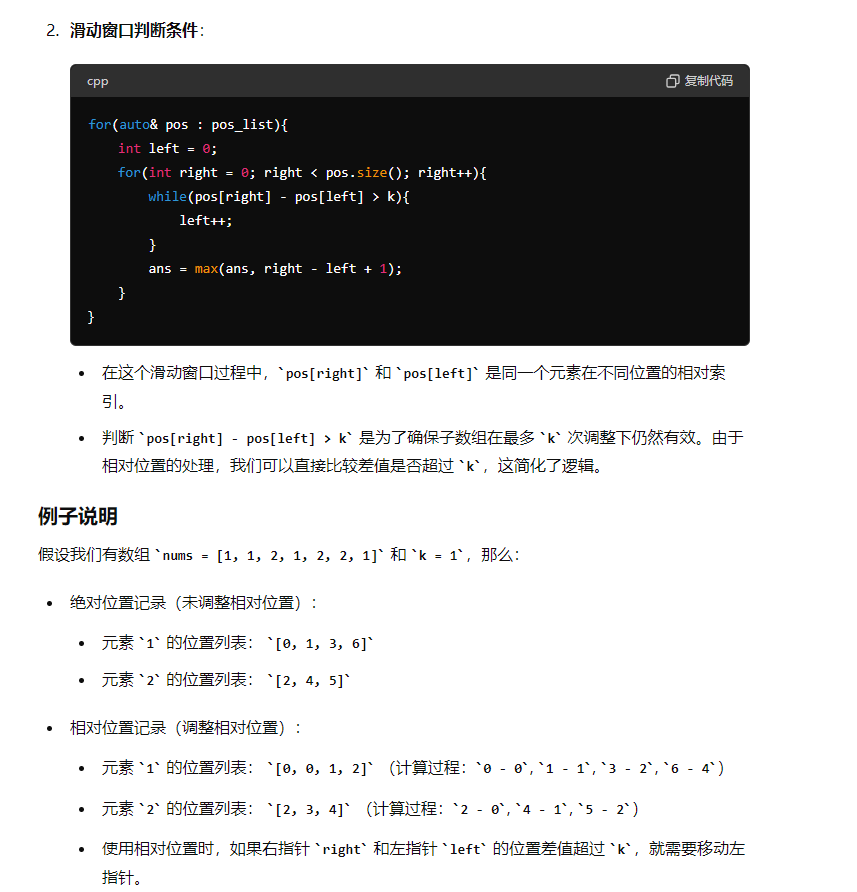 2. 滑动窗口判断条件:
cpp
复制代码
for(auto& pos : pos_list){
    int left = 0;
    for(int right = 0; right < pos.size(); right++){
        while(pos[right] - pos[left] > k){
            left++;
        }
        ans = max(ans, right - left + 1);
    }
}
• 在这个滑动窗口过程中，`pos[right]` 和 `pos[left]` 是同一个元素在不同位置的相对索
引。
• 判断 `pos[right] - pos[left] > k` 是为了确保子数组在最多 `k` 次调整下仍然有效。由于
相对位置的处理，我们可以直接比较差值是否超过 `k`，这简化了逻辑。
例子说明
假设我们有数组 `nums = [1, 1, 2, 1, 2, 2, 1]` 和 `k = 1`，那么：
• 绝对位置记录（未调整相对位置）：
• 元素 `1` 的位置列表： `[0, 1, 3, 6]`
• 元素 `2` 的位置列表： `[2, 4, 5]`
• 相对位置记录（调整相对位置）：
• 元素 `1` 的位置列表： `[0, 0, 1, 2]` （计算过程：`0 - 0`,`1 - 1`,`3 - 2`,`6 - 4`）
• 元素 `2` 的位置列表： `[2, 3, 4]` （计算过程：`2 - 0`,`4 - 1`,`5 - 2`）
• 使用相对位置时，如果右指针 `right` 和左指针 `left` 的位置差值超过 `k`，就需要移动左
指针。